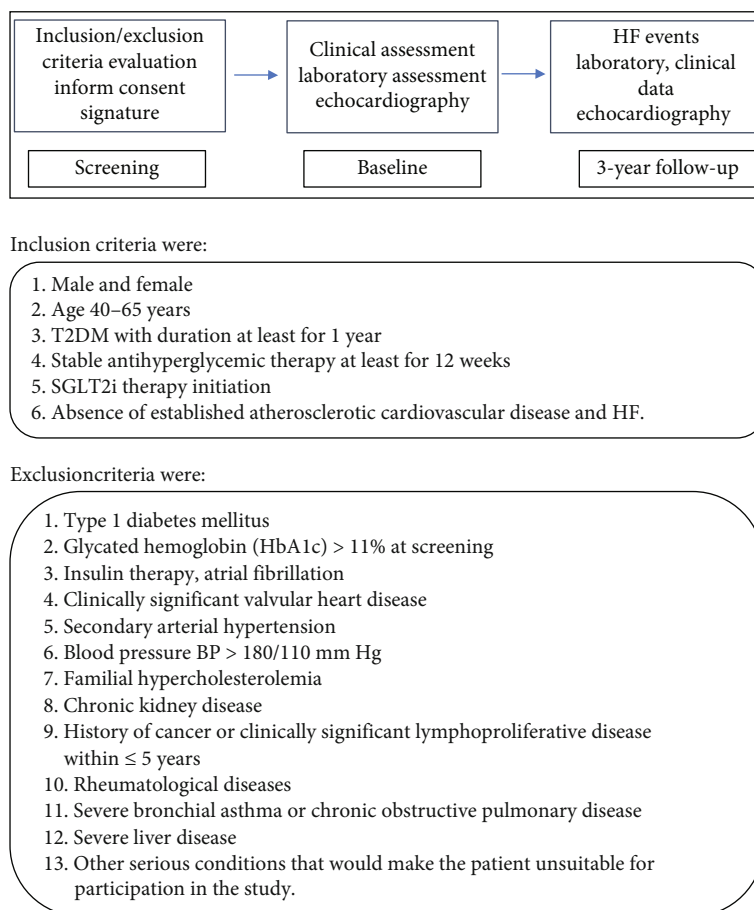 Inclusion/exclusion
criteria evaluation
inform consent
signature
Clinical assessment
laboratory assessment
echocardiography
HF events
laboratory, clinical
data
echocardiography
Screening
Baseline
3-year follow-up
Inclusion criteria were:
1. Male and female
2. Age 40–65 years
3. T2DM with duration at least for 1 year
4. Stable antihyperglycemic therapy at least for 12 weeks
5. SGLT2i therapy initiation
6. Absence of established atherosclerotic cardiovascular disease and HF.
Exclusioncriteria were:
1. Type 1 diabetes mellitus
2. Glycated hemoglobin (HbA1c) > 11% at screening
3. Insulin therapy, atrial fibrillation
4. Clinically significant valvular heart disease
5. Secondary arterial hypertension
6. Blood pressure BP > 180/110 mm Hg
7. Familial hypercholesterolemia
8. Chronic kidney disease
9. History of cancer or clinically significant lymphoproliferative disease
within ≤ 5 years
10. Rheumatological diseases
11. Severe bronchial asthma or chronic obstructive pulmonary disease
12. Severe liver disease
13. Other serious conditions that would make the patient unsuitable for
participation in the study.